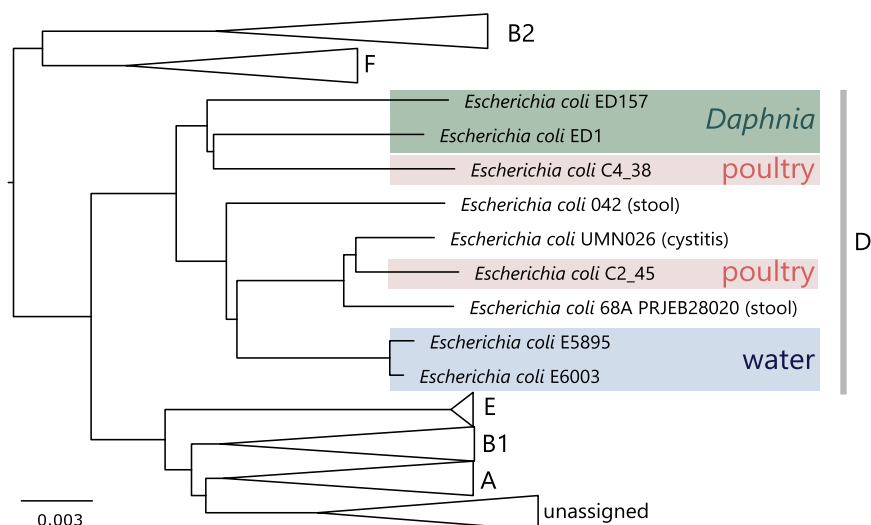 B2
F
Escherichia coli ED157
Daphnia
Escherichia coli ED1
Escherichia coli C4_38 poultry
Escherichia coli 042 (stool)
Escherichia coli UMN026 (cystitis)
D
Escherichia coli C2_45 poultry
Escherichia coli 68A PRJEB28020 (stool)
Escherichia coli E5895
water
Escherichia coli E6003
E
B1
A
unassigned
0.003